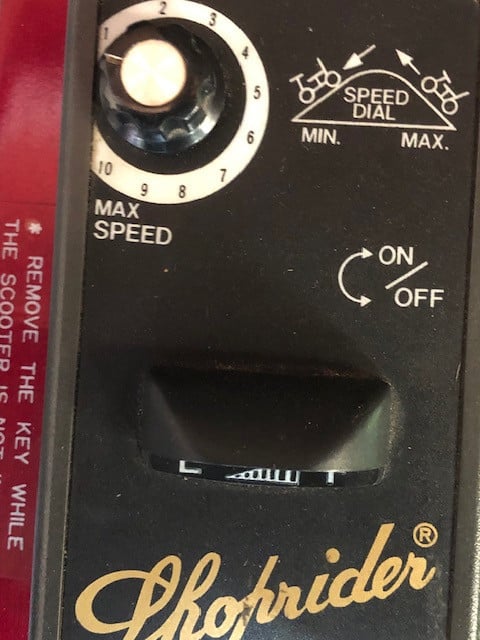 1
2
3
4
5
6
7
8
9
10
MAX
SPEED
SPEED
DIAL
MIN.
MAX.
ON
/
OFF
Shoprider®
* REMOVE THE KEY WHILE
THE SCOOTER IS NOT